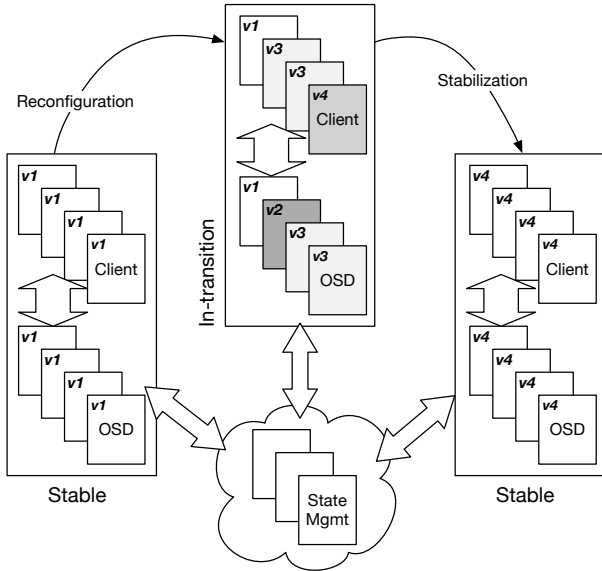 v1
v3
v3
v4
Client
v1
v2
v3
v3
OSD
In-transition
Reconfiguration
Stabilization
v1
v1
v1
v1
Client
v1
v1
v1
v1
OSD
Stable
v4
v4
v4
v4
Client
v4
v4
v4
v4
OSD
Stable
State
Mgmt